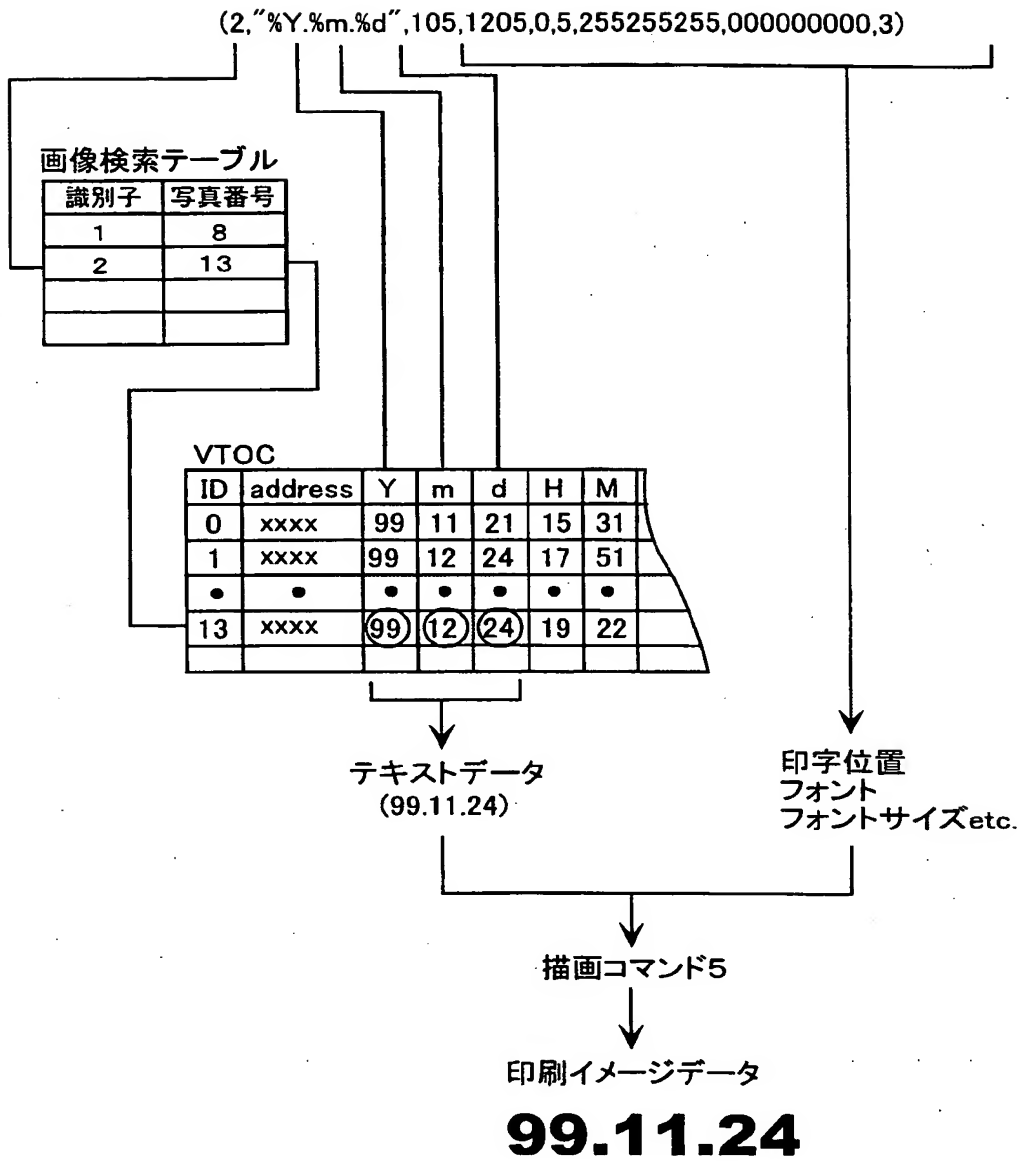 (2,"%Y.%m.%d",105,1205,0,5,255255255,000000000,3)
画像検索テーブル
識別子 写真番号
1 8
2 13
VTOC
ID address Y m d H M
0 xxxx 99 11 21 15 31
1 xxxx 99 12 24 17 51
• • • • • • •
13 xxxx 99 12 24 19 22
テキストデータ
(99.11.24)
印字位置
フォント
フォントサイズetc.
描画コマンド5
印刷イメージデータ
99.11.24